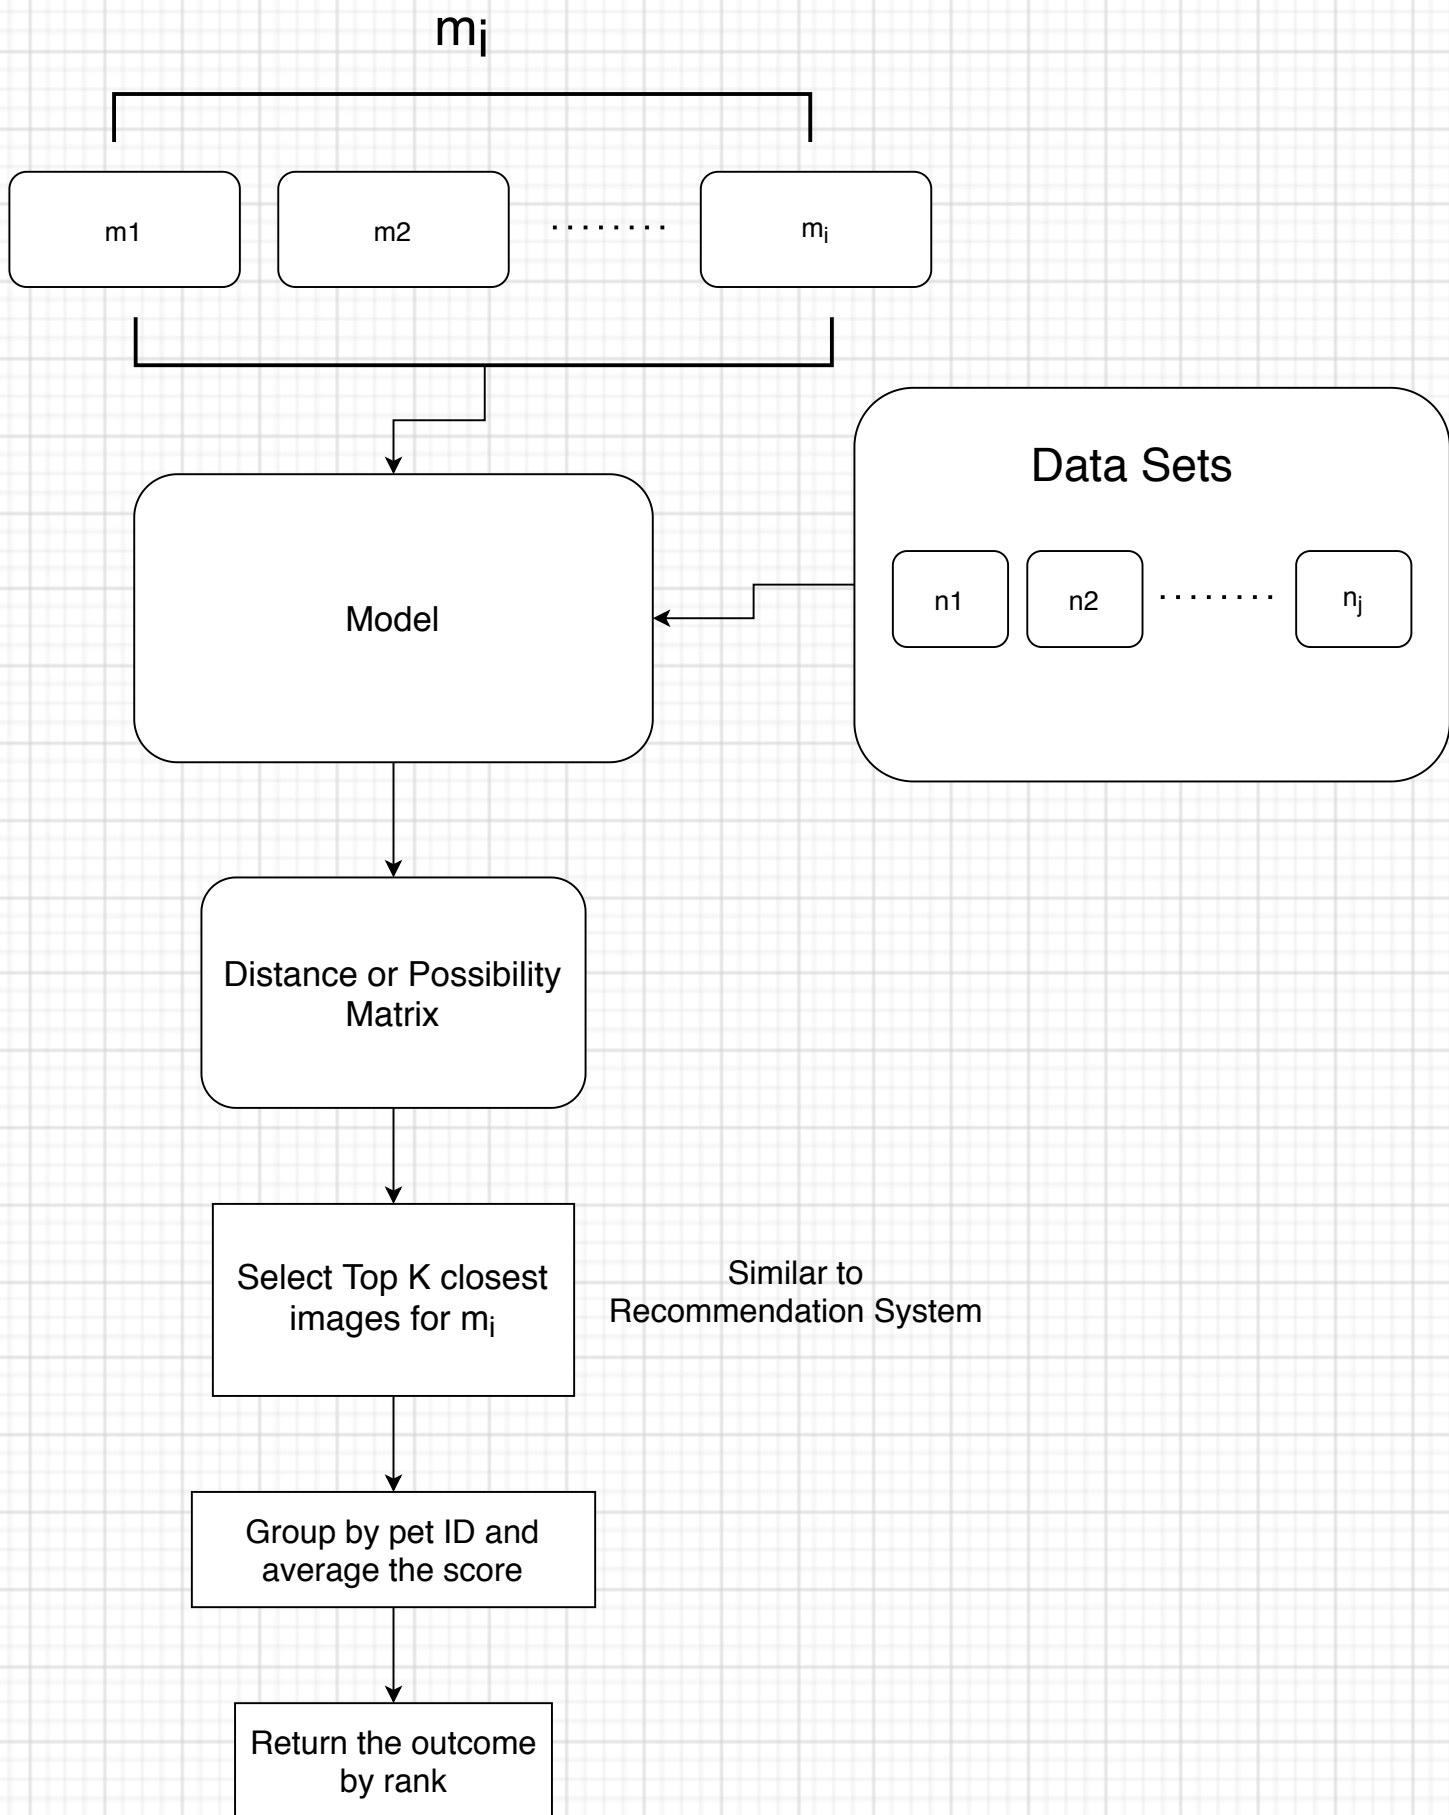 mᵢ
m1
m2
........
mᵢ
Data Sets
n1
n2
........
nⱼ
Model
Distance or Possibility
Matrix
Select Top K closest
images for mᵢ
Similar to
Recommendation System
Group by pet ID and
average the score
Return the outcome
by rank